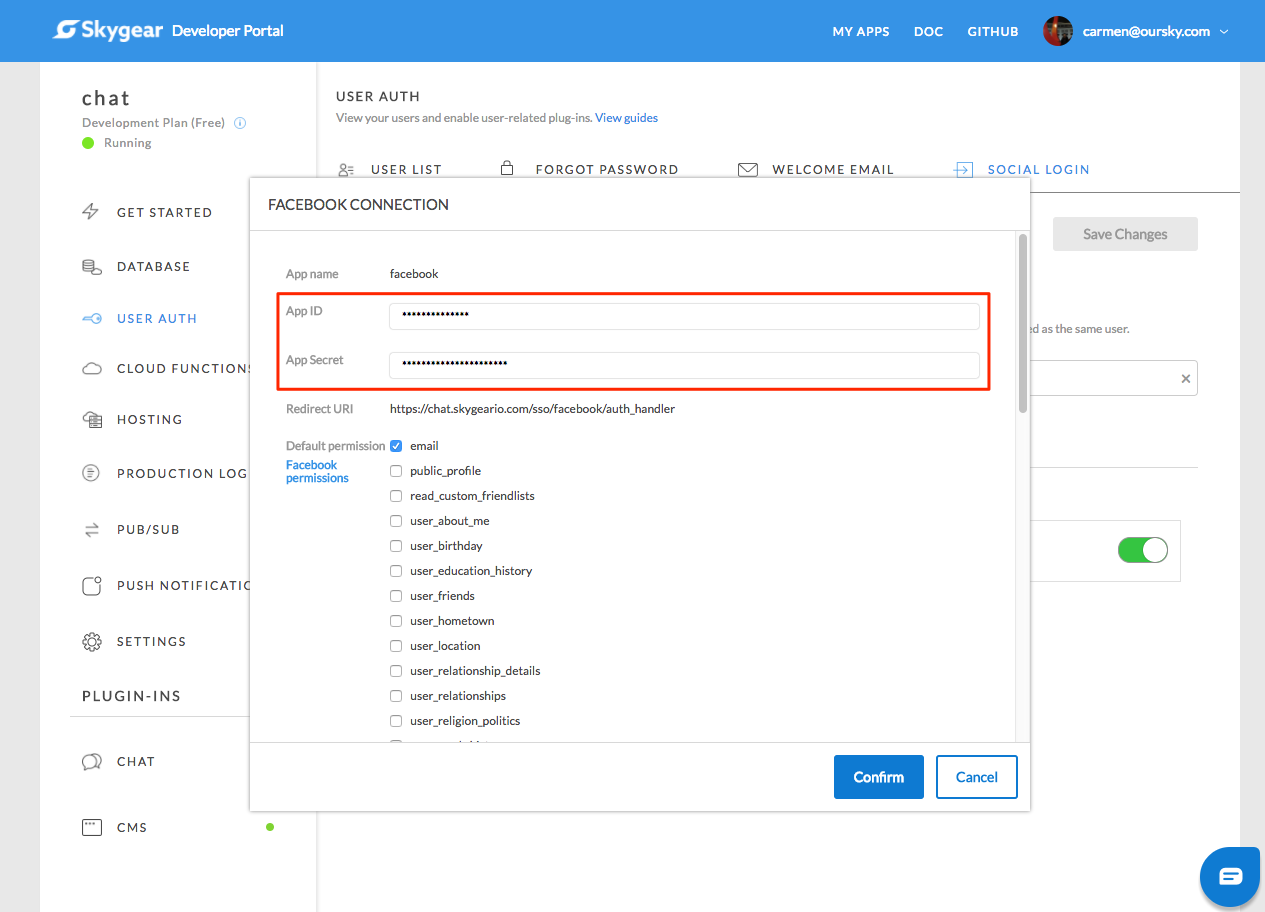 Skygear Developer Portal
MY APPS DOC GITHUB carmen@oursky.com
chat
Development Plan (Free)
Running
GET STARTED
DATABASE
USER AUTH
CLOUD FUNCTIONS
HOSTING
PRODUCTION LOG
PUB/SUB
PUSH NOTIFICATIO
SETTINGS
PLUGIN-INS
CHAT
CMS
USER AUTH
View your users and enable user-related plug-ins. View guides
USER LIST FORGOT PASSWORD WELCOME EMAIL SOCIAL LOGIN
Save Changes
ed as the same user.
FACEBOOK CONNECTION
App name facebook
App ID **************
App Secret **********************
Redirect URI https://chat.skygeario.com/sso/facebook/auth_handler
Default permission email
Facebook
permissions
public_profile
read_custom_friendlists
user_about_me
user_birthday
user_education_history
user_friends
user_hometown
user_location
user_relationship_details
user_relationships
user_religion_politics
Confirm Cancel